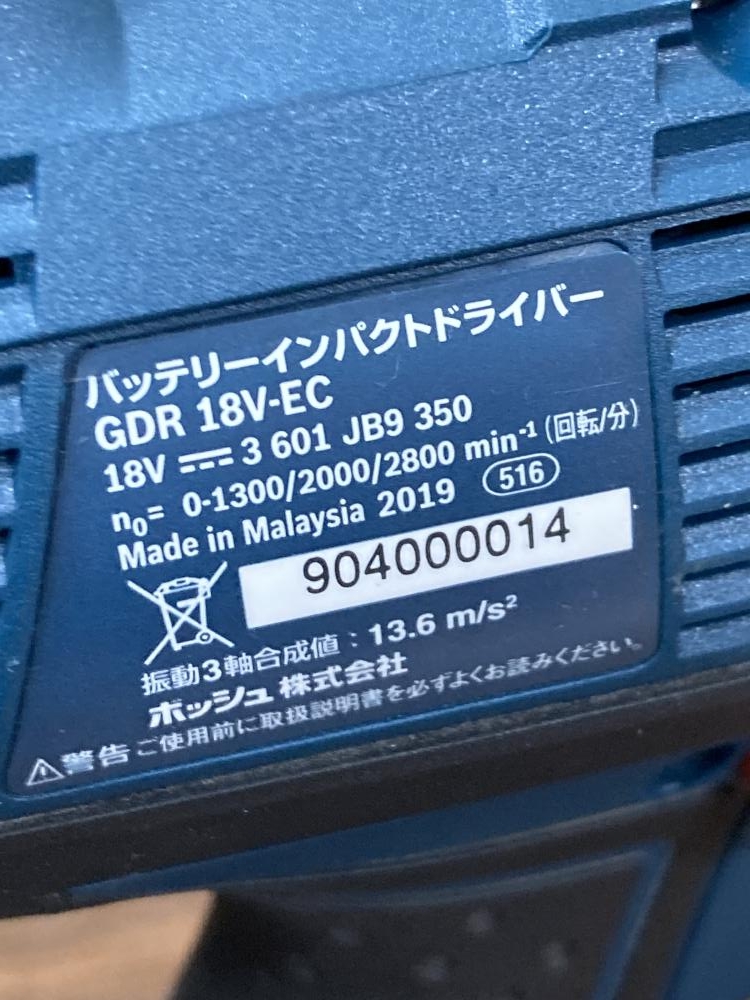 バッテリーインパクトドライバー
GDR 18V-EC
18V ⎓ 3 601 JB9 350
n₀= 0-1300/2000/2800 min⁻¹ (回転/分)
Made in Malaysia 2019 516
904000014
振動3軸合成値：13.6 m/s²
ボッシュ 株式会社
⚠警告 ご使用前に取扱説明書を必ずよくお読みください。